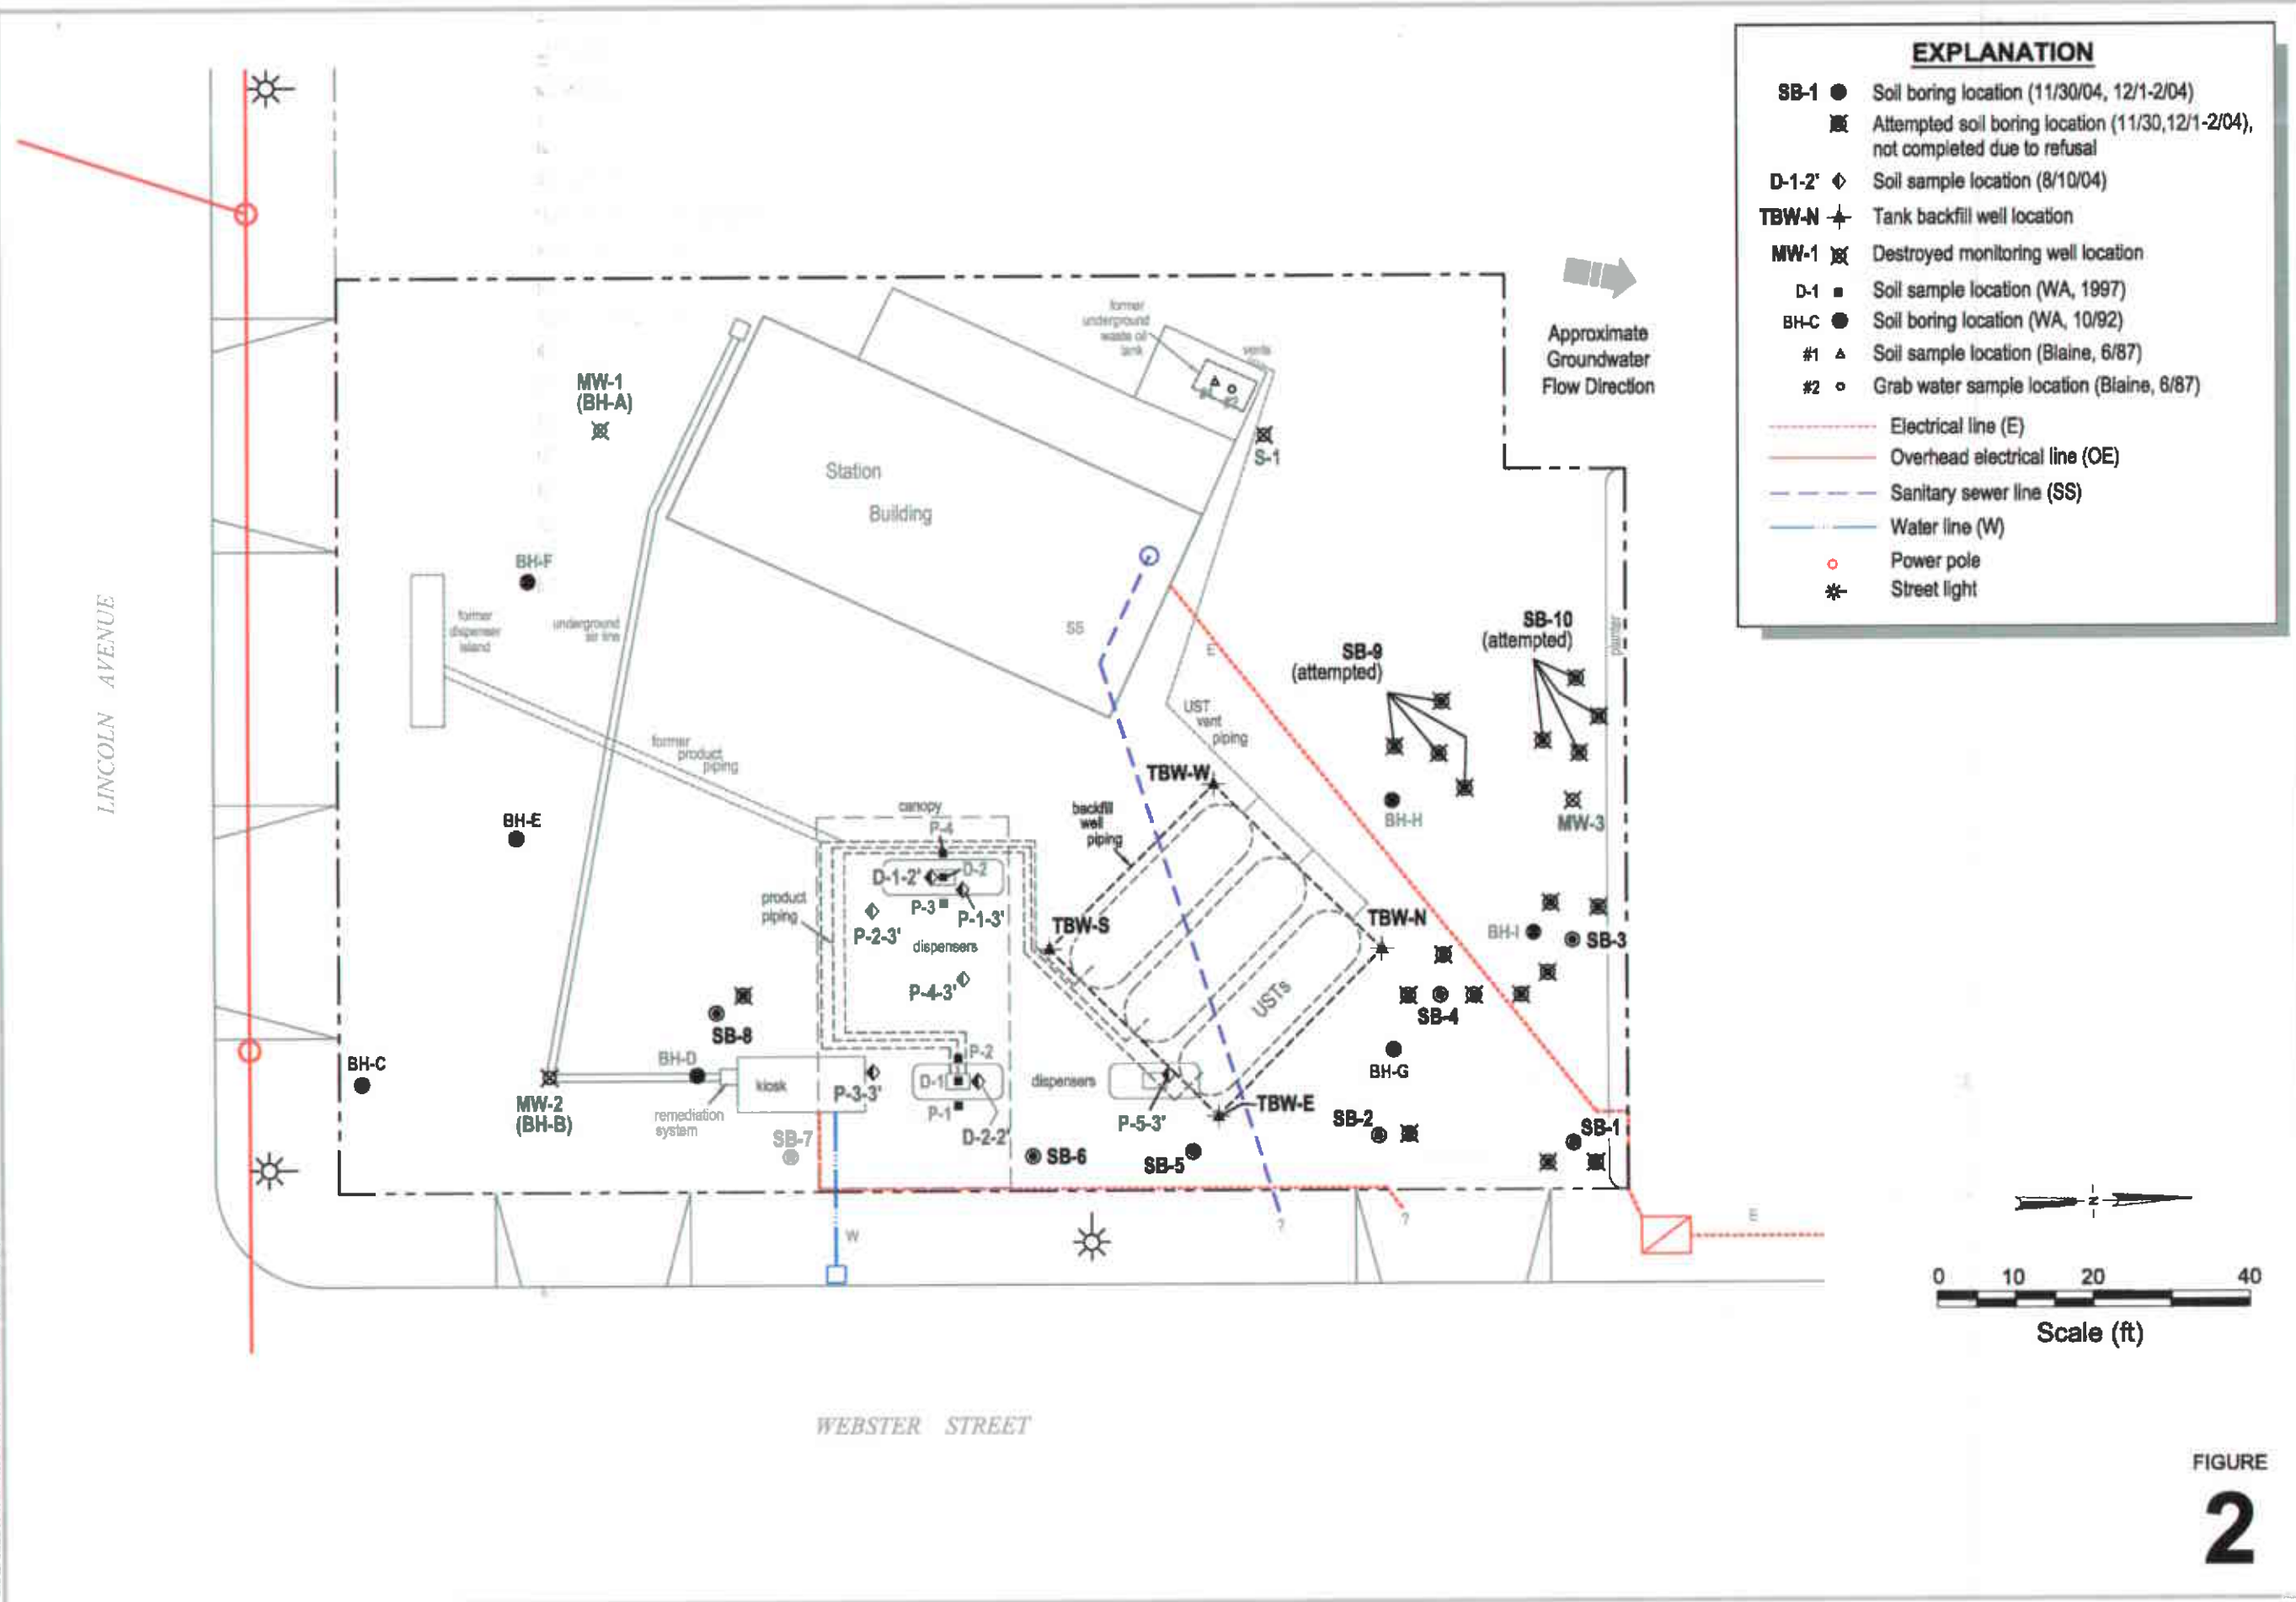 EXPLANATION
SB-1 Soil boring location (11/30/04, 12/1-2/04)
Attempted soil boring location (11/30,12/1-2/04),
not completed due to refusal
D-1-2' Soil sample location (8/10/04)
TBW-N Tank backfill well location
MW-1 Destroyed monitoring well location
D-1 Soil sample location (WA, 1997)
BH-C Soil boring location (WA, 10/92)
#1 Soil sample location (Blaine, 6/87)
#2 Grab water sample location (Blaine, 6/87)
Electrical line (E)
Overhead electrical line (OE)
Sanitary sewer line (SS)
Water line (W)
Power pole
Street light
Approximate
Groundwater
Flow Direction
former
underground
waste oil
tank
vents
MW-1
(BH-A)
S-1
Station
Building
BH-F
former
dispenser
island
underground
air line
SS
E
SB-9
(attempted)
SB-10
(attempted)
planter
LINCOLN AVENUE
UST
vent
piping
former
product
piping
TBW-W
canopy
backfill
well
piping
BH-H
MW-3
BH-E
P-4
D-1-2'
D-2
product
piping
P-3
P-1-3'
P-2-3'
dispensers
TBW-S
TBW-N
BH-I
SB-3
P-4-3'
USTs
SB-4
SB-8
BH-C
BH-D
P-2
kiosk
P-3-3'
D-1
dispensers
BH-G
MW-2
(BH-B)
remediation
system
P-1
D-2-2'
P-5-3'
TBW-E
SB-2
SB-1
SB-7
SB-6
SB-5
W
?
?
E
N
0 10 20 40
Scale (ft)
WEBSTER STREET
FIGURE
2